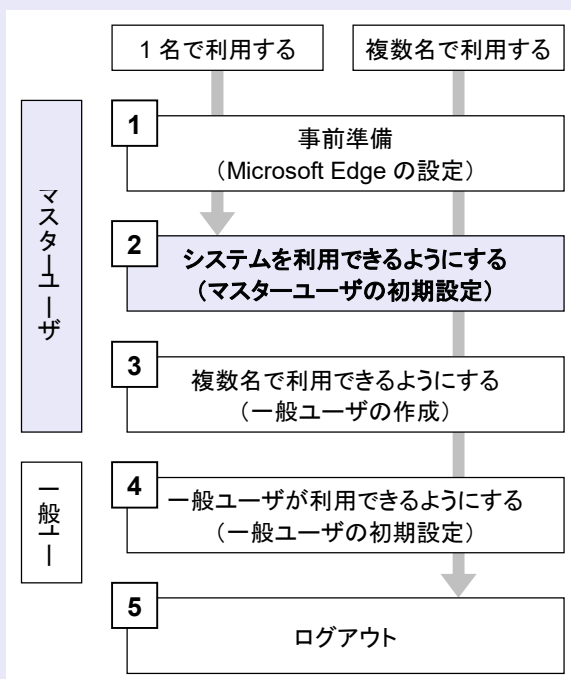 1 名で利用する
複数名で利用する
マスターユーザ
1
事前準備
（Microsoft Edge の設定）
2
システムを利用できるようにする
（マスターユーザの初期設定）
3
複数名で利用できるようにする
（一般ユーザの作成）
一般ユー
4
一般ユーザが利用できるようにする
（一般ユーザの初期設定）
5
ログアウト